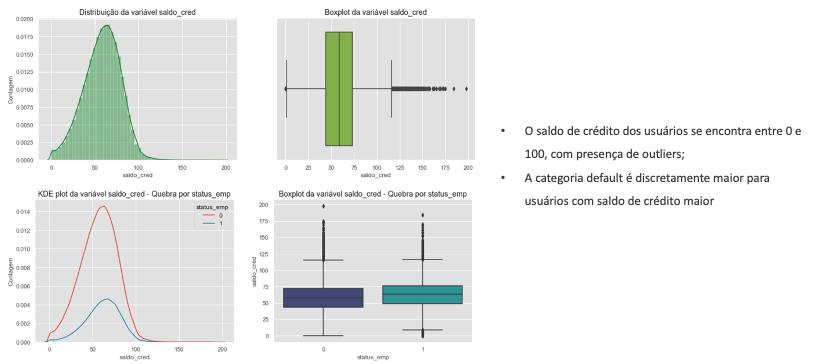 Distribuição da variável saldo_cred
0.0200
0.0175
0.0150
0.0125
0.0100
0.0075
0.0050
0.0025
0.0000
Contagem
0 50 100 150 200
saldo_cred
Boxplot da variável saldo_cred
0 25 50 75 100 125 150 175 200
saldo_cred
KDE plot da variável saldo_cred - Quebra por status_emp
status_emp
0
1
0.014
0.012
0.010
0.008
0.006
0.004
0.002
0.000
Contagem
0 50 100 150 200
saldo_cred
Boxplot da variável saldo_cred - Quebra por status_emp
200
175
150
125
100
75
50
25
0
saldo_cred
0 1
status_emp
• O saldo de crédito dos usuários se encontra entre 0 e
100, com presença de outliers;
• A categoria default é discretamente maior para
usuários com saldo de crédito maior